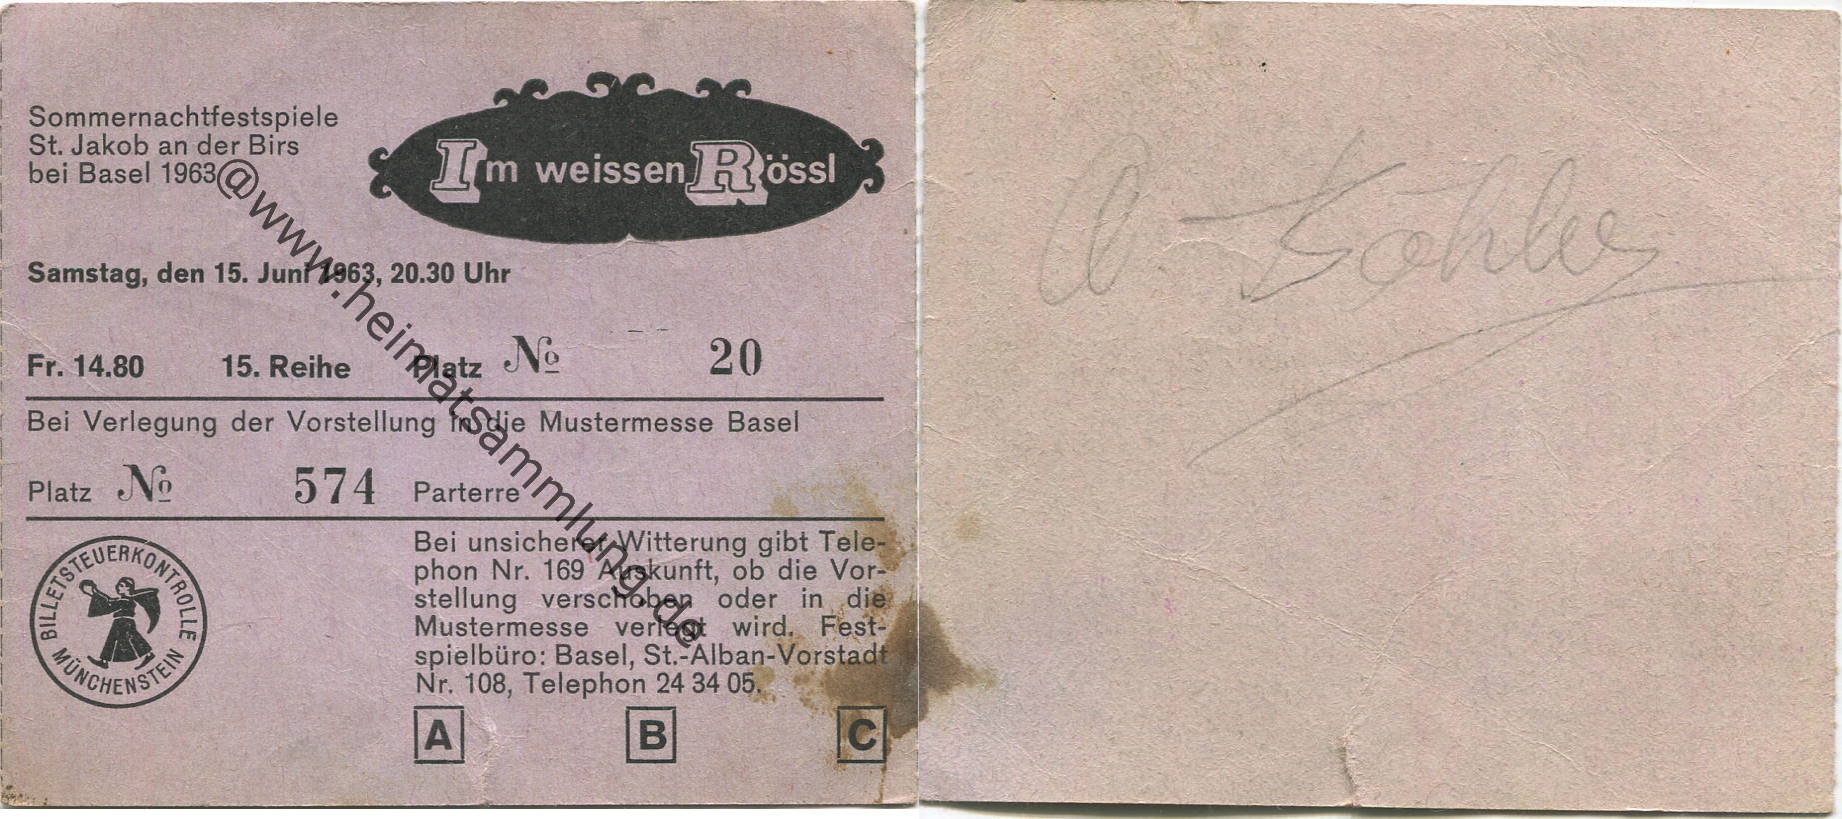 Sommernachtfestspiele
St. Jakob an der Birs
bei Basel 1963
Im weissen Rössl
Samstag, den 15. Juni 1963, 20.30 Uhr
Fr. 14.80 15. Reihe Platz № 20
Bei Verlegung der Vorstellung in die Mustermesse Basel
Platz № 574 Parterre
BILLETSTEUERKONTROLLE
MÜNCHENSTEIN
Bei unsicherer Witterung gibt Tele-
phon Nr. 169 Auskunft, ob die Vor-
stellung verschoben oder in die
Mustermesse verlegt wird. Fest-
spielbüro: Basel, St.-Alban-Vorstadt
Nr. 108, Telephon 24 34 05.
A B C
@www.heimatsammlung.de
Köhler